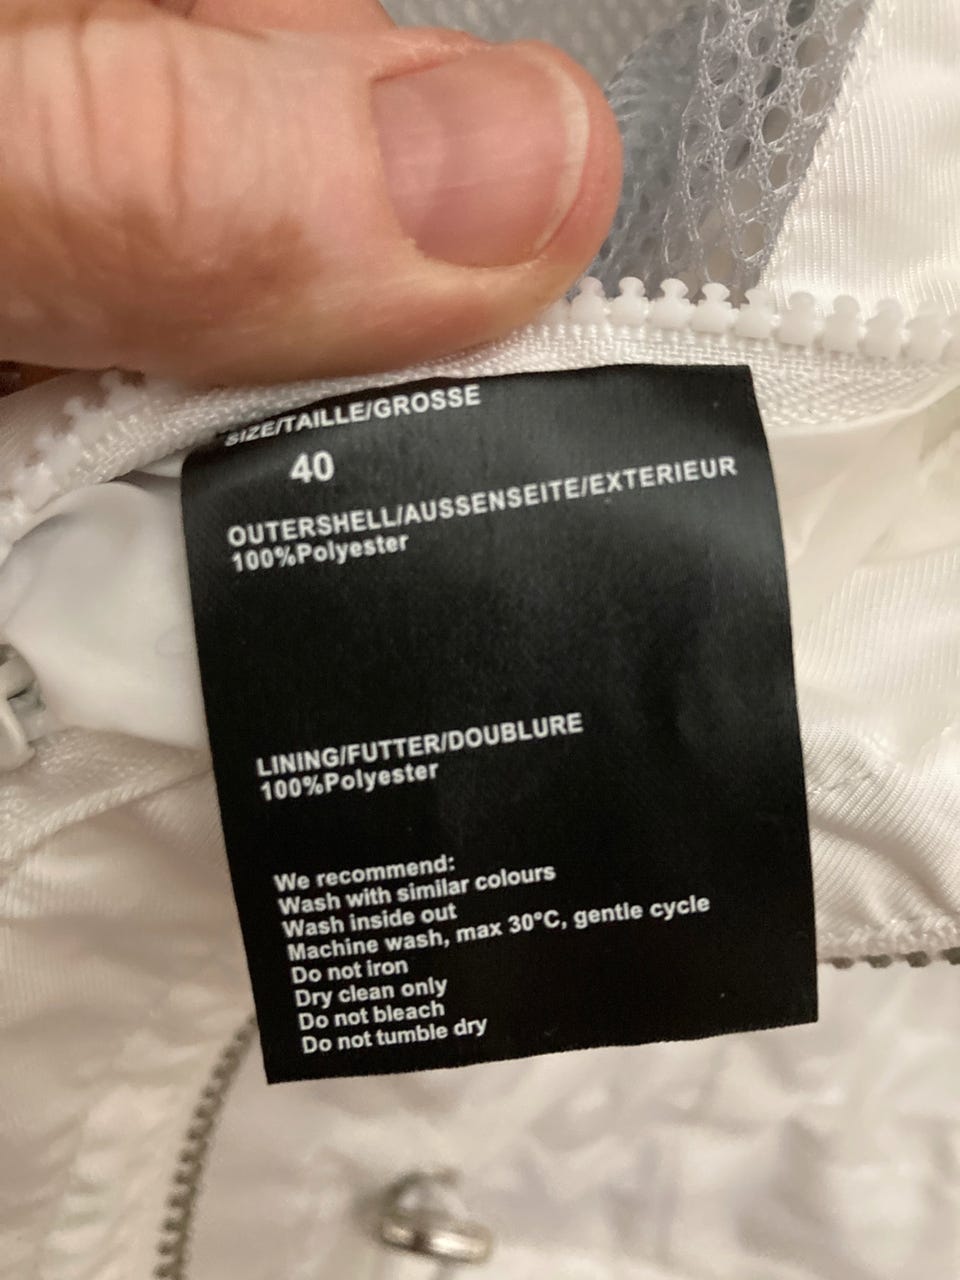 SIZE/TAILLE/GROSSE
40
OUTERSHELL/AUSSENSEITE/EXTERIEUR
100%Polyester
LINING/FUTTER/DOUBLURE
100%Polyester
We recommend:
Wash with similar colours
Wash inside out
Machine wash, max 30°C, gentle cycle
Do not iron
Dry clean only
Do not bleach
Do not tumble dry